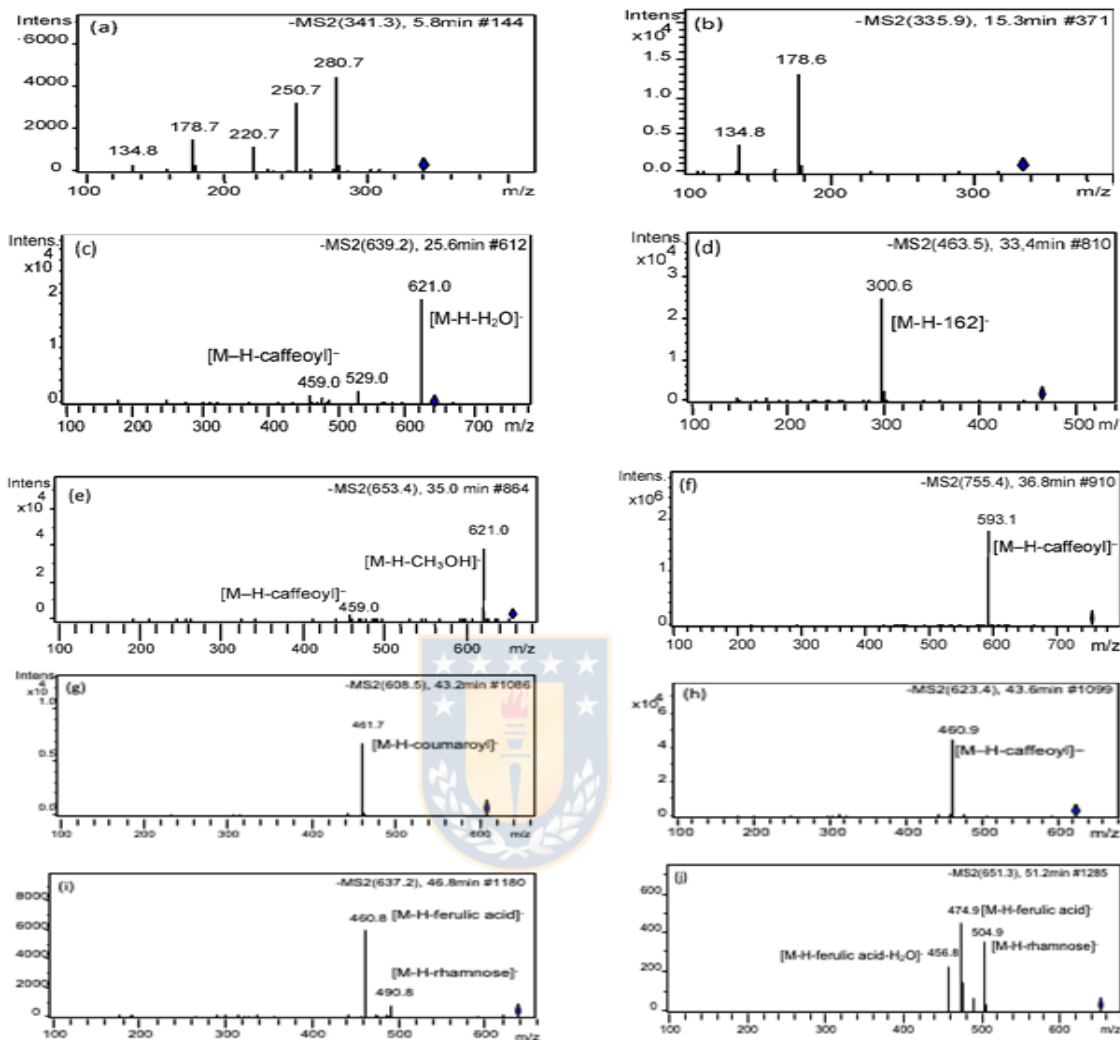 Intens.
-6000
(a)
-MS2(341.3), 5.8min #144
280.7
250.7
4000
2000
178.7
220.7
134.8
0
100
200
300
m/z
Intens.
x10⁴
(b)
-MS2(335.9), 15.3min #371
178.6
1.5
1.0
0.5
134.8
0.0
100
200
300
m/z
Intens.
4
x10
(c)
-MS2(639.2), 25.6min #612
621.0
[M-H-H₂O]⁻
2
1
[M–H-caffeoyl]⁻
459.0
529.0
0
100
200
300
400
500
600
700
m/z
Intens.
x10⁴
(d)
-MS2(463.5), 33,4min #810
300.6
[M-H-162]⁻
3
2
1
0
100
200
300
400
500
m/
Intens.
x10
4
(e)
-MS2(653.4), 35.0 min #864
621.0
[M-H-CH₃OH]⁻
[M–H-caffeoyl]⁻
459.0
4
2
0
100
200
300
400
500
600
m/z
Intens.
x10⁶
(f)
-MS2(755.4), 36.8min #910
593.1
[M–H-caffeoyl]⁻
2
1
0
100
200
300
400
500
600
700
m/z
Intens.
x10
4
1.0
(g)
-MS2(608.5), 43.2min #1086
461.7
[M-H-coumaroyl]⁻
0.5
0.0
100
200
300
400
500
600
m/z
Intens.
(h)
-MS2(623.4), 43.6min #1099
460.9
[M–H-caffeoyl]–
6
4
2
0
100
200
300
400
500
600
m/z
Intens.
8000
(i)
-MS2(637.2), 46.8min #1180
460.8
[M-H-ferulic acid]⁻
[M-H-rhamnose]⁻
490.8
6000
4000
2000
0
100
200
300
400
500
600
m/z
Intens.
600
(j)
-MS2(651.3), 51.2min #1285
474.9
[M-H-ferulic acid]⁻
504.9
[M-H-rhamnose]⁻
[M-H-ferulic acid-H₂O]⁻
456.8
400
200
0
100
200
300
400
500
600
m/z